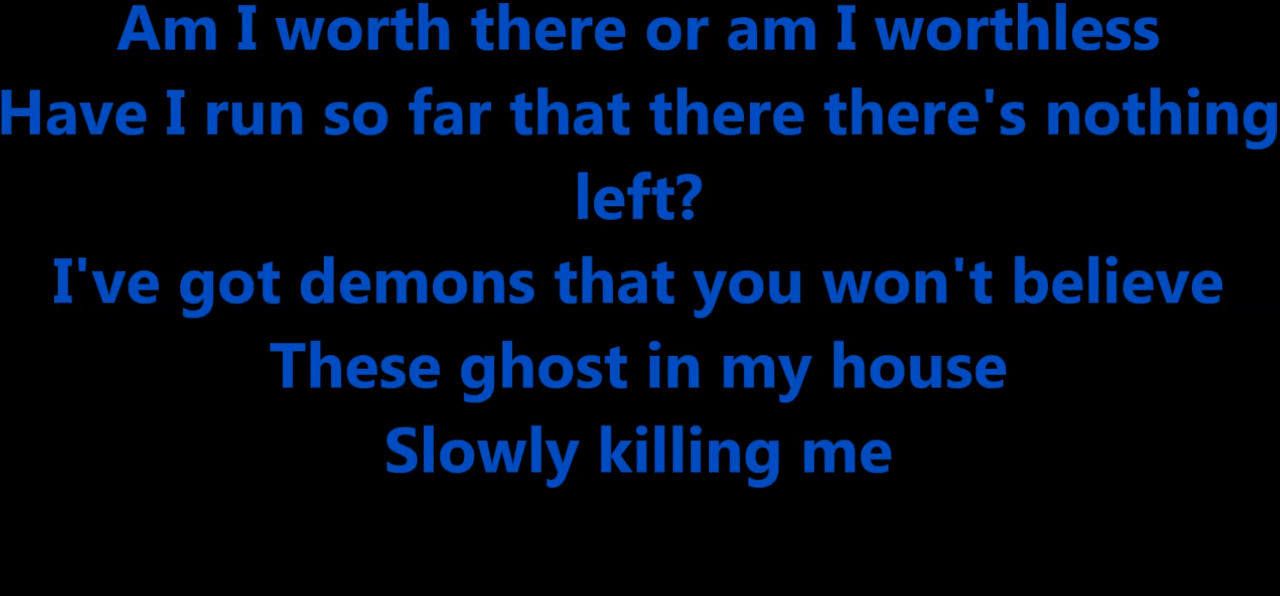 Am I worth there or am I worthless
Have I run so far that there there's nothing
left?
I've got demons that you won't believe
These ghost in my house
Slowly killing me